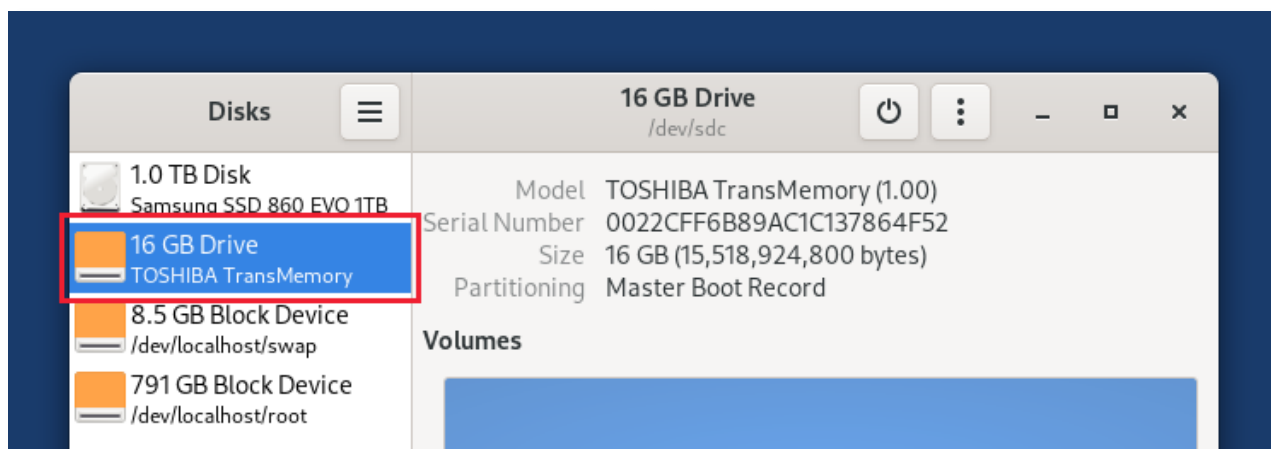 Disks
16 GB Drive
/dev/sdc
1.0 TB Disk
Samsung SSD 860 EVO 1TB
16 GB Drive
TOSHIBA TransMemory
8.5 GB Block Device
/dev/localhost/swap
791 GB Block Device
/dev/localhost/root
Model TOSHIBA TransMemory (1.00)
Serial Number 0022CFF6B89AC1C137864F52
Size 16 GB (15,518,924,800 bytes)
Partitioning Master Boot Record
Volumes